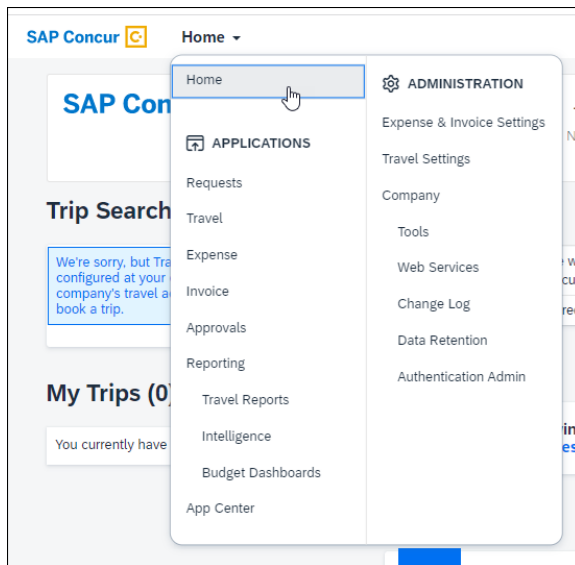 SAP Concur C
Home
Home
ADMINISTRATION
SAP Con
Expense & Invoice Settings
APPLICATIONS
Travel Settings
Requests
Company
Trip Search
Travel
Tools
We're sorry, but Tra
configured at your
company's travel a
book a trip.
Expense
Web Services
Invoice
Change Log
Approvals
Data Retention
Reporting
Authentication Admin
My Trips (0)
Travel Reports
You currently have
Intelligence
Budget Dashboards
App Center